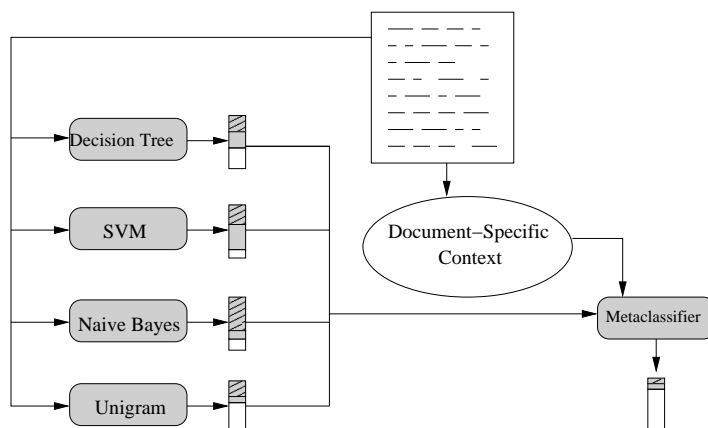 Decision Tree
SVM
Naive Bayes
Unigram
Document−Specific
Context
Metaclassifier